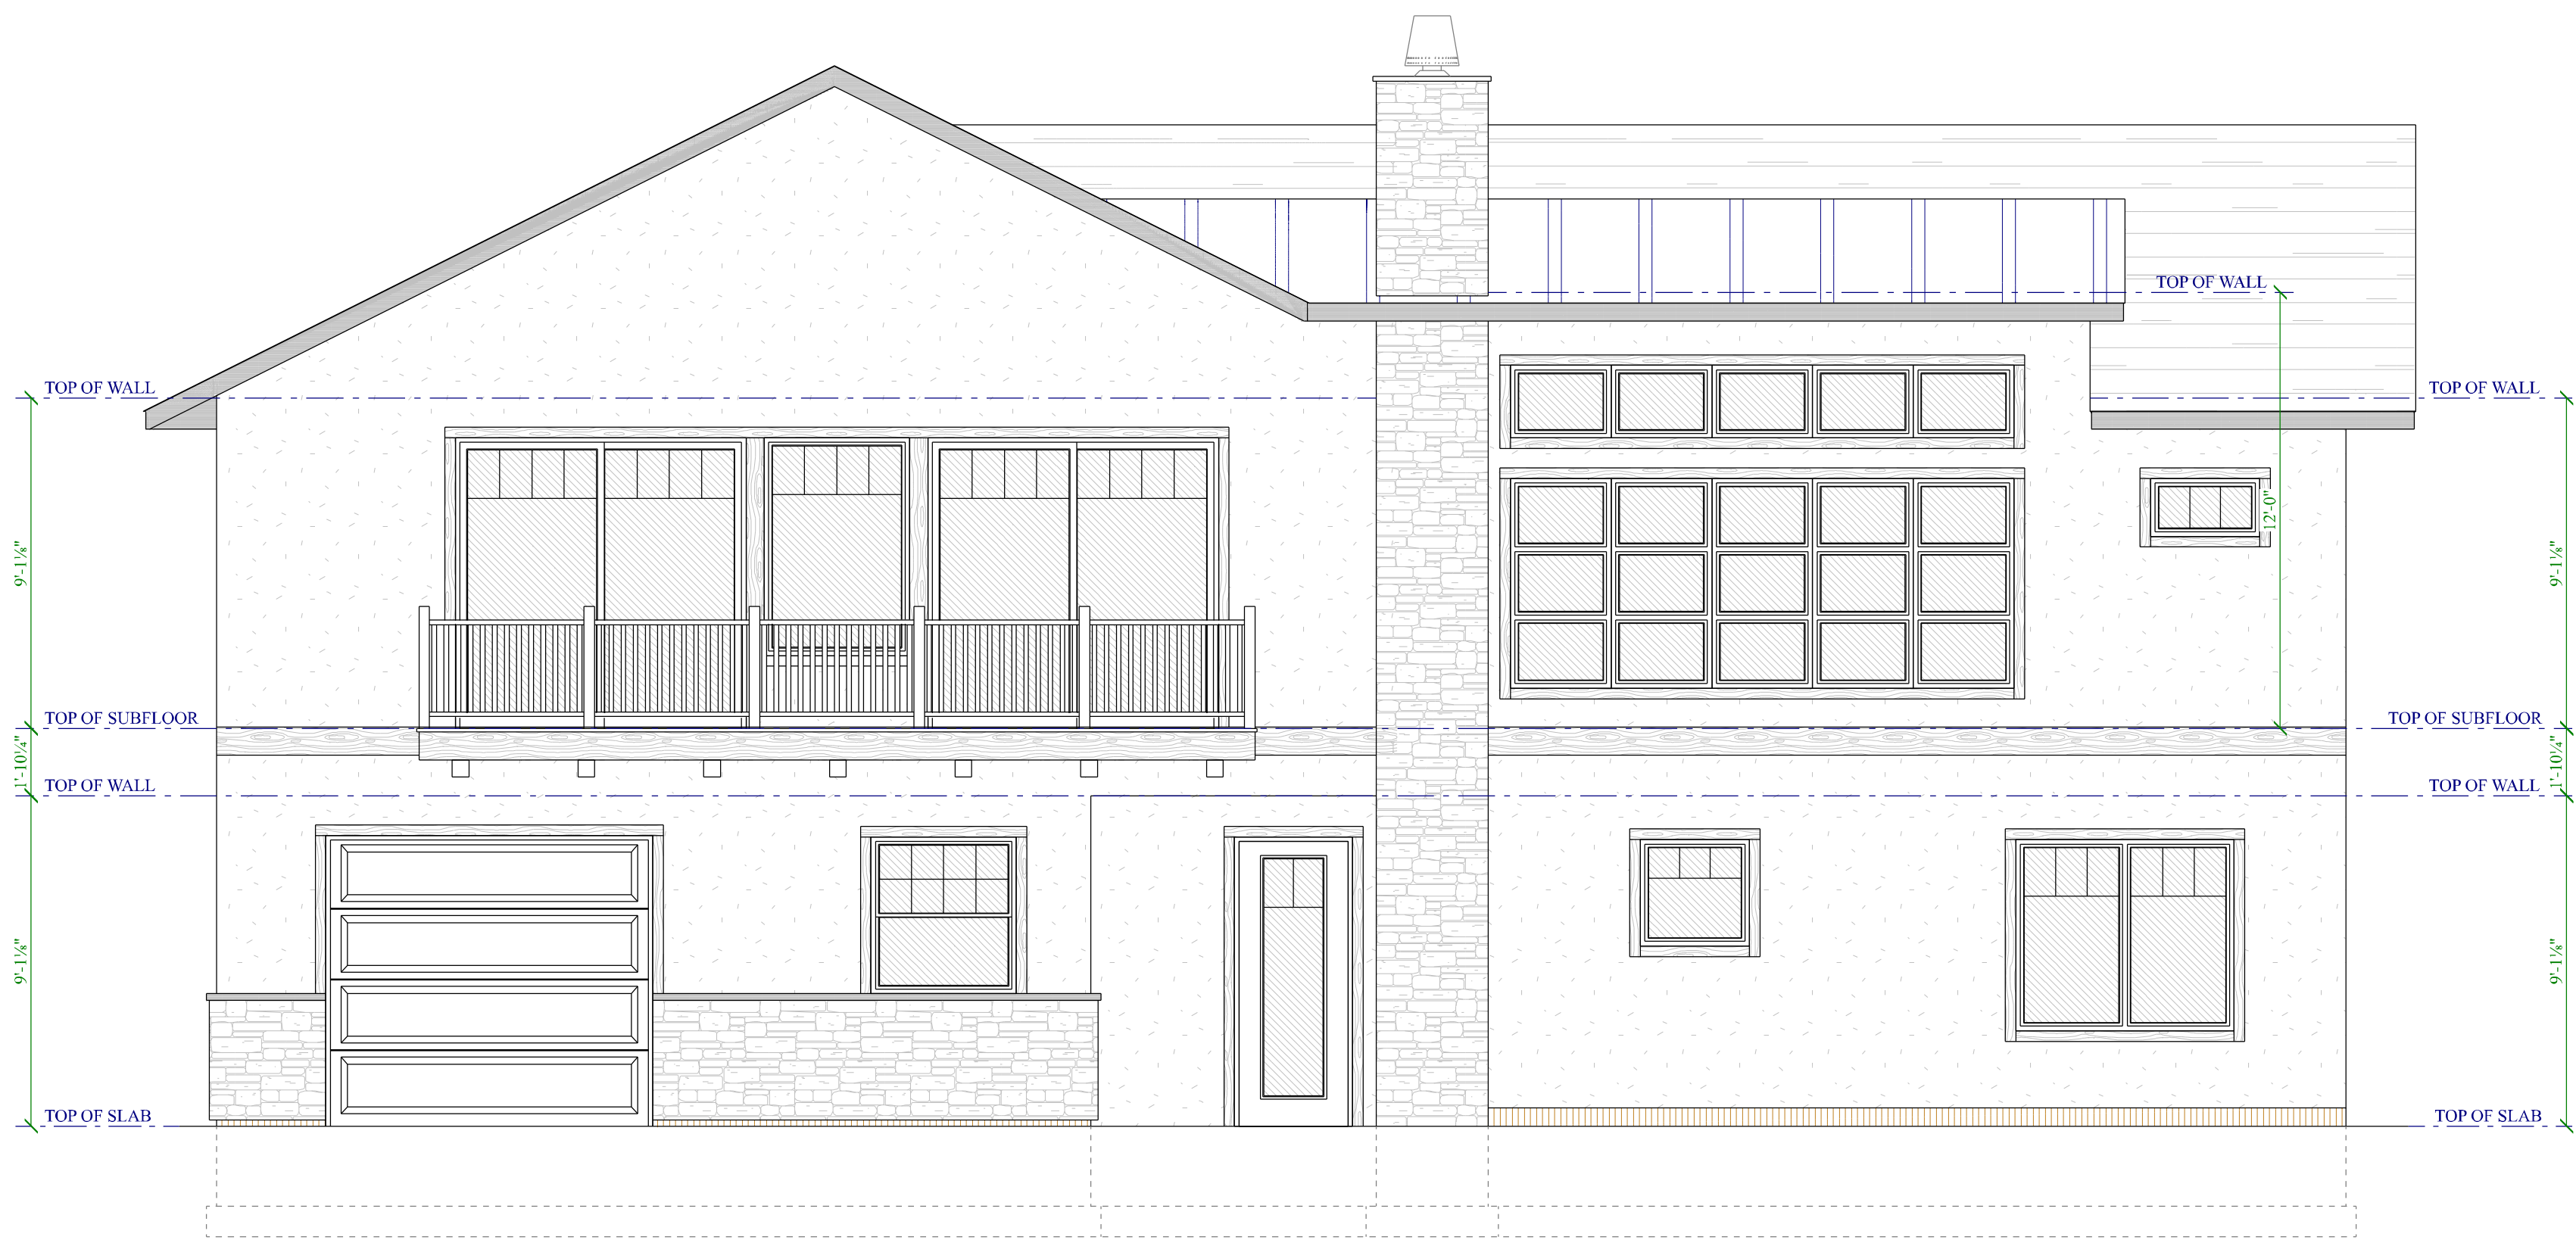 TOP OF WALL
TOP OF WALL
TOP OF WALL
12'-0"
9'-1⅛"
9'-1⅛"
TOP OF SUBFLOOR
TOP OF SUBFLOOR
1'-10¼"
1'-10¼"
TOP OF WALL
TOP OF WALL
9'-1⅛"
9'-1⅛"
TOP OF SLAB
TOP OF SLAB